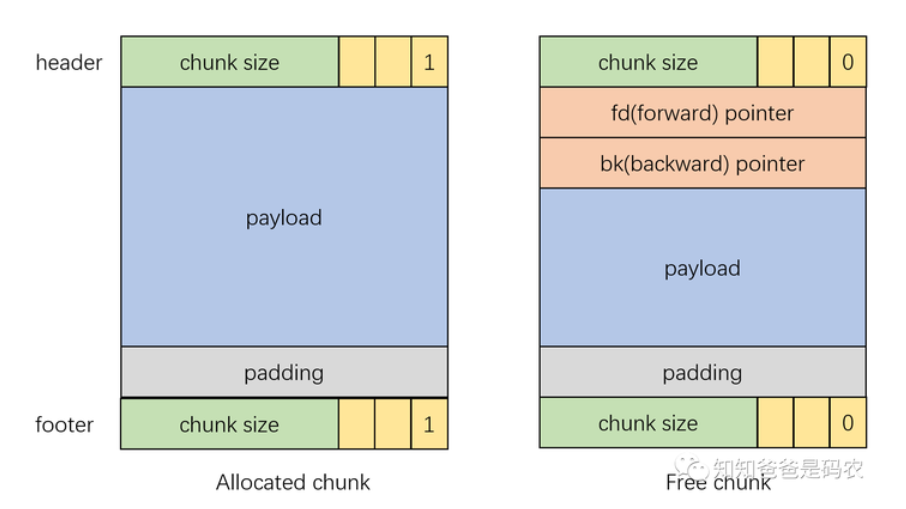 header
chunk size 1
payload
padding
footer
chunk size 1
Allocated chunk
chunk size 0
fd(forward) pointer
bk(backward) pointer
payload
padding
chunk size 0
Free chunk
知知爸爸是码农